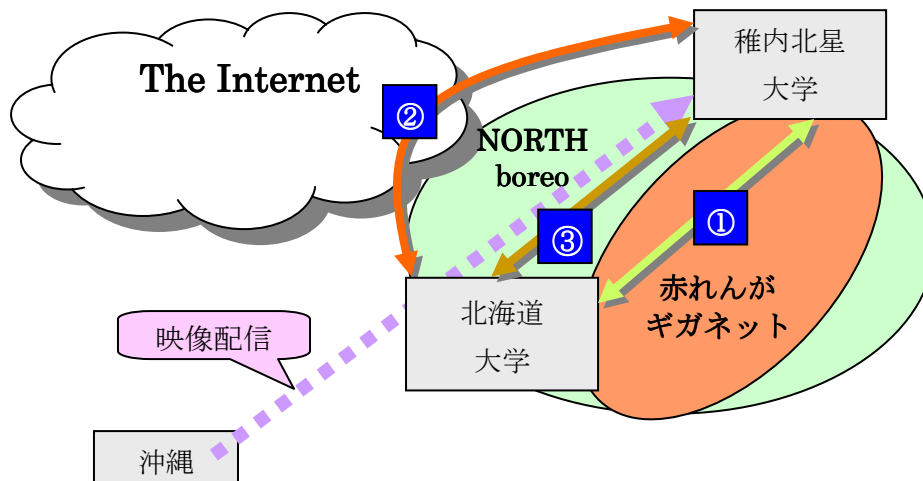 The Internet
稚内北星
大学
②
NORTH
boreo
①
③
赤れんが
ギガネット
北海道
大学
映像配信
沖縄